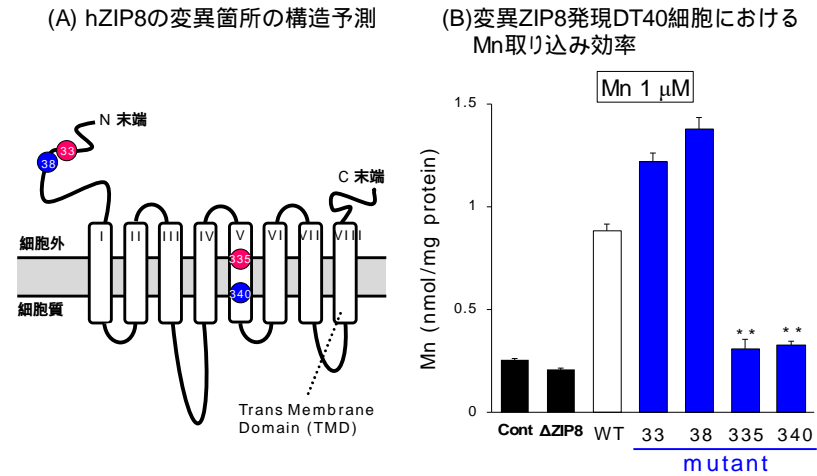 (A) hZIP8の変異箇所の構造予測
(B)変異ZIP8発現DT40細胞における
Mn取り込み効率
N 末端
33
38
C 末端
I II III IV V VI VII VIII
細胞外
335
340
細胞質
Trans Membrane
Domain (TMD)
Mn 1 μM
Mn (nmol/mg protein)
1.5
1
0.5
0
** **
Cont ΔZIP8 WT 33 38 335 340
mutant